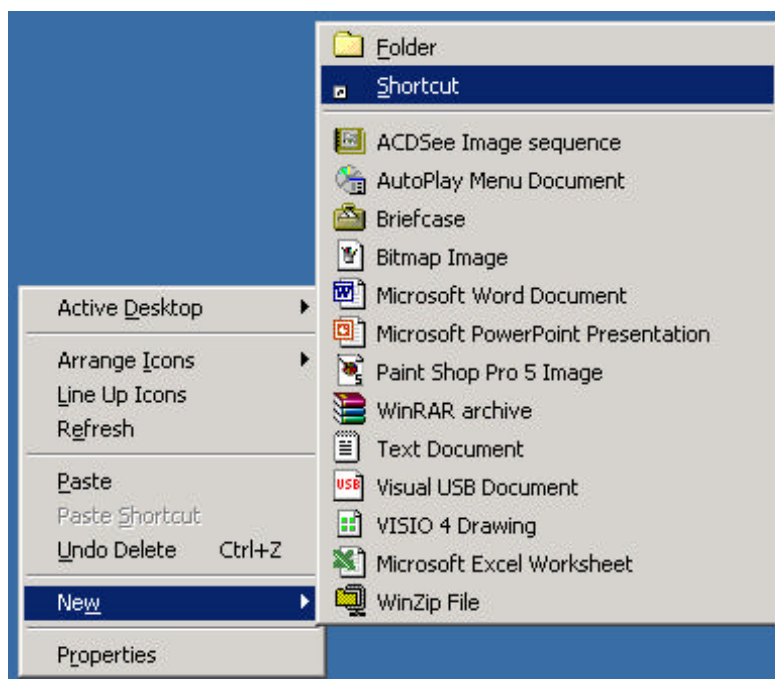 Folder
Shortcut
ACDSee Image sequence
AutoPlay Menu Document
Briefcase
Bitmap Image
Microsoft Word Document
Microsoft PowerPoint Presentation
Paint Shop Pro 5 Image
WinRAR archive
Text Document
Visual USB Document
VISIO 4 Drawing
Microsoft Excel Worksheet
WinZip File
Active Desktop
Arrange Icons
Line Up Icons
Refresh
Paste
Paste Shortcut
Undo Delete Ctrl+Z
New
Properties